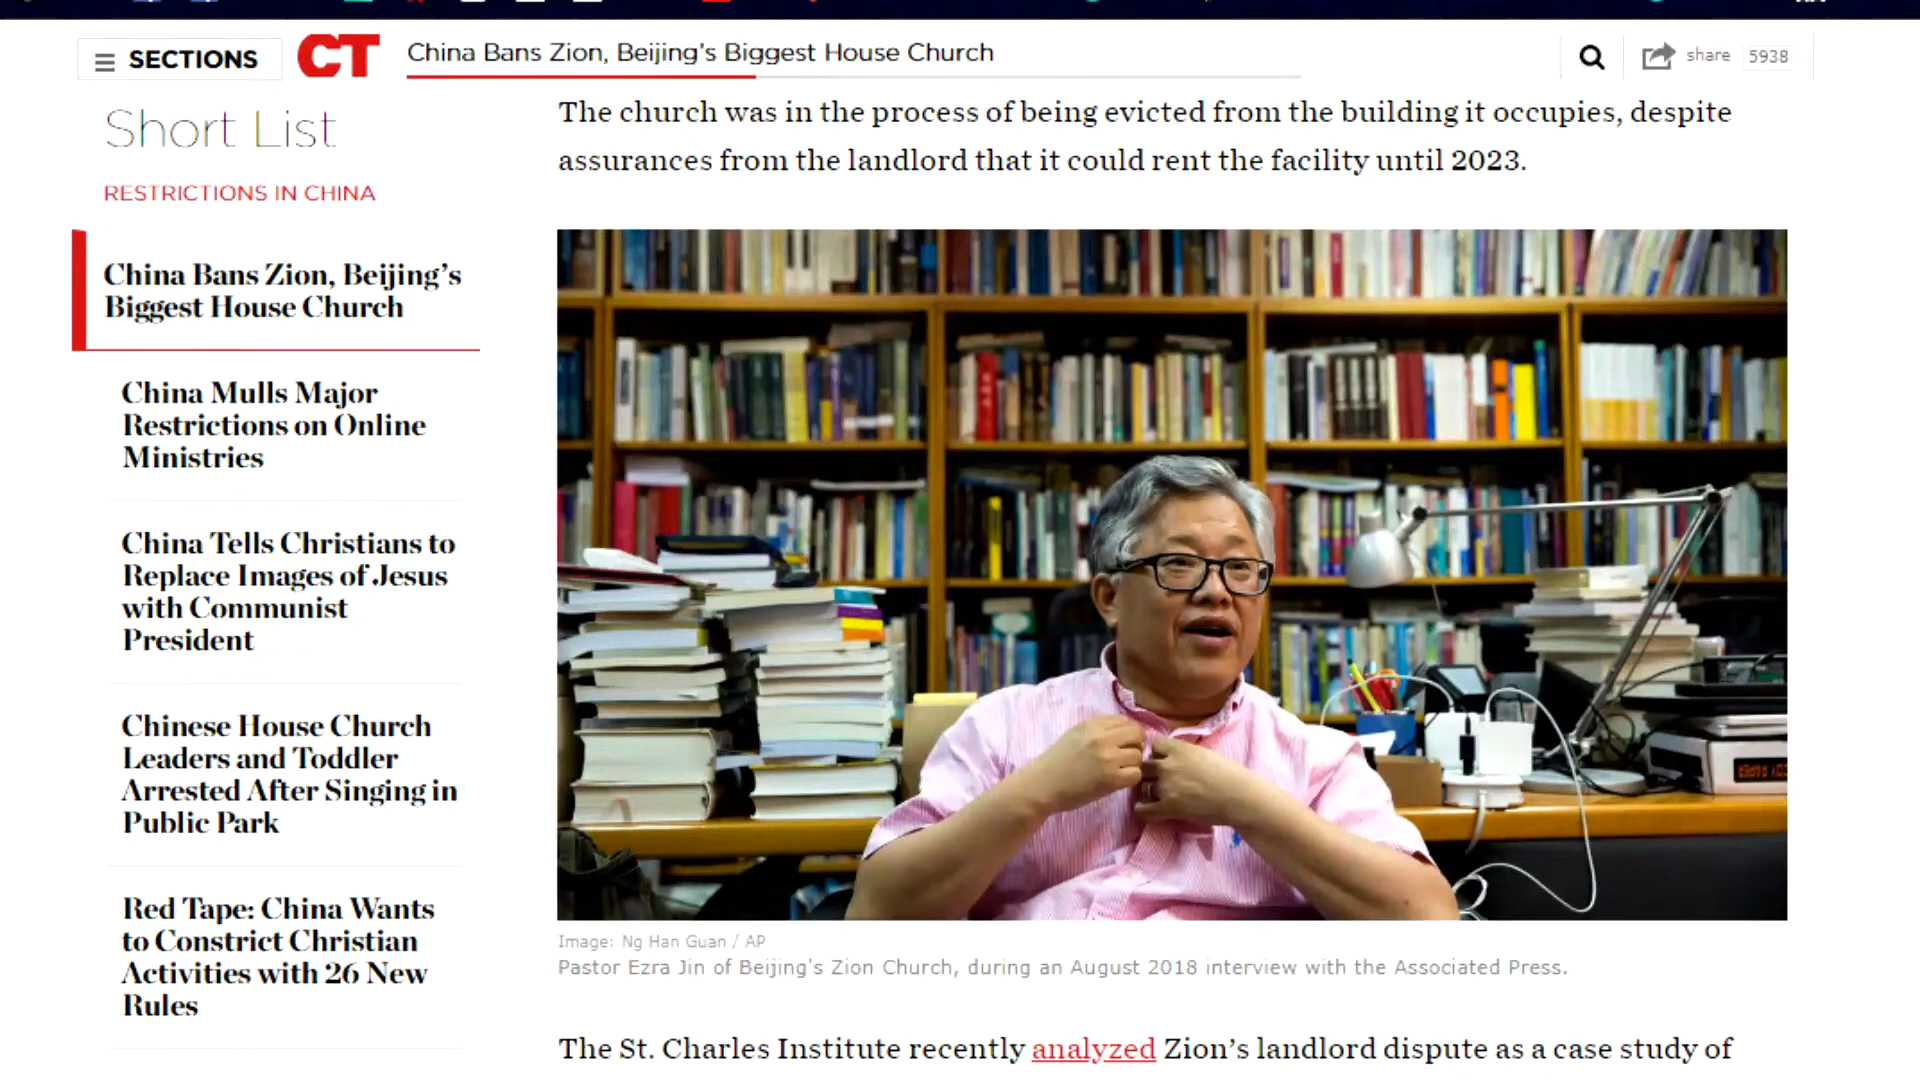 SECTIONS
CT
China Bans Zion, Beijing's Biggest House Church
share 5938
Short List
RESTRICTIONS IN CHINA
China Bans Zion, Beijing's
Biggest House Church
China Mulls Major
Restrictions on Online
Ministries
China Tells Christians to
Replace Images of Jesus
with Communist
President
Chinese House Church
Leaders and Toddler
Arrested After Singing in
Public Park
Red Tape: China Wants
to Constrict Christian
Activities with 26 New
Rules
The church was in the process of being evicted from the building it occupies, despite
assurances from the landlord that it could rent the facility until 2023.
Image: Ng Han Guan / AP
Pastor Ezra Jin of Beijing's Zion Church, during an August 2018 interview with the Associated Press.
The St. Charles Institute recently analyzed Zion's landlord dispute as a case study of